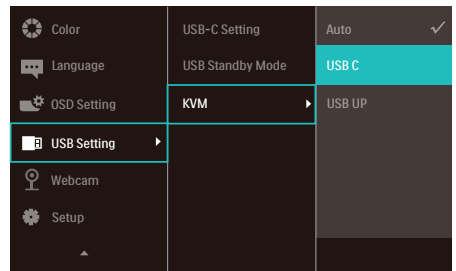 Color
Language
OSD Setting
USB Setting
Webcam
Setup
USB-C Setting
USB Standby Mode
KVM
Auto
USB C
USB UP